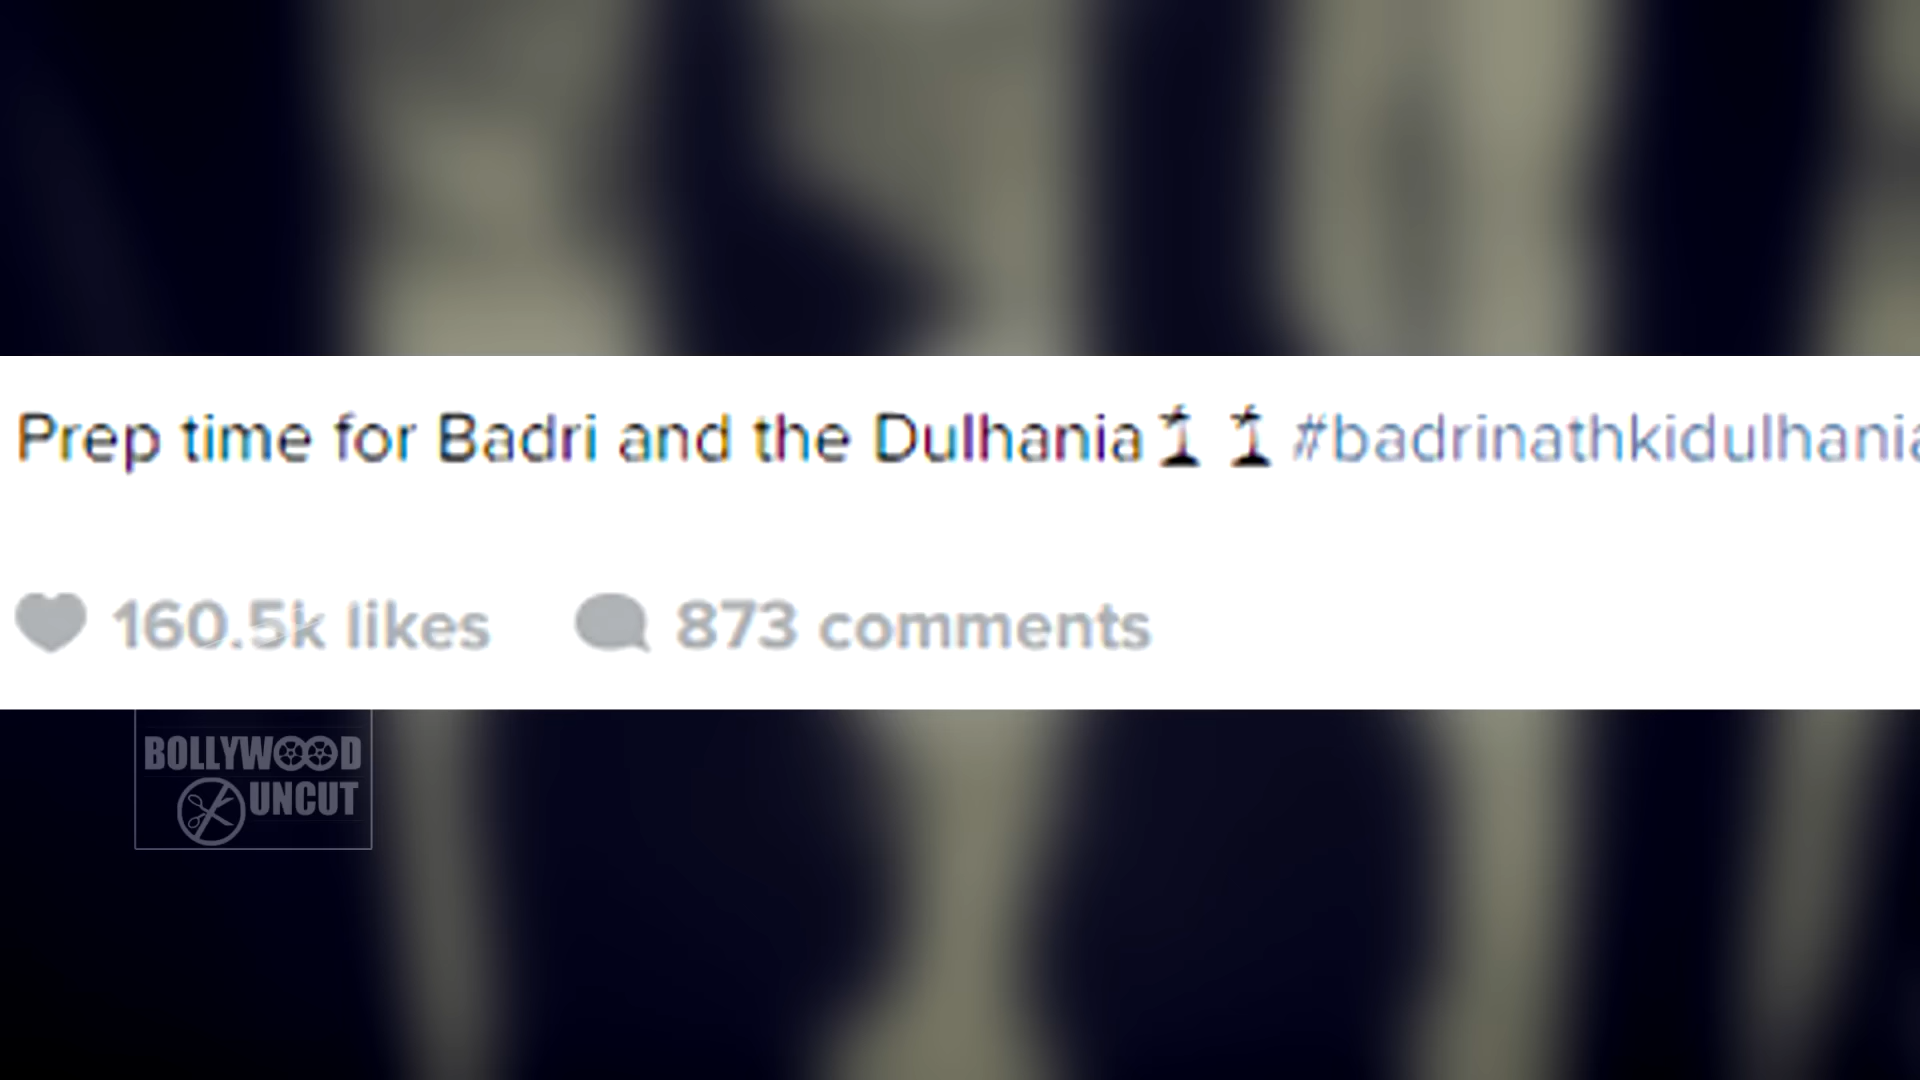 Prep time for Badri and the Dulhania #badrinathkidulhania
160.5k likes 873 comments
BOLLYWOOD
UNCUT